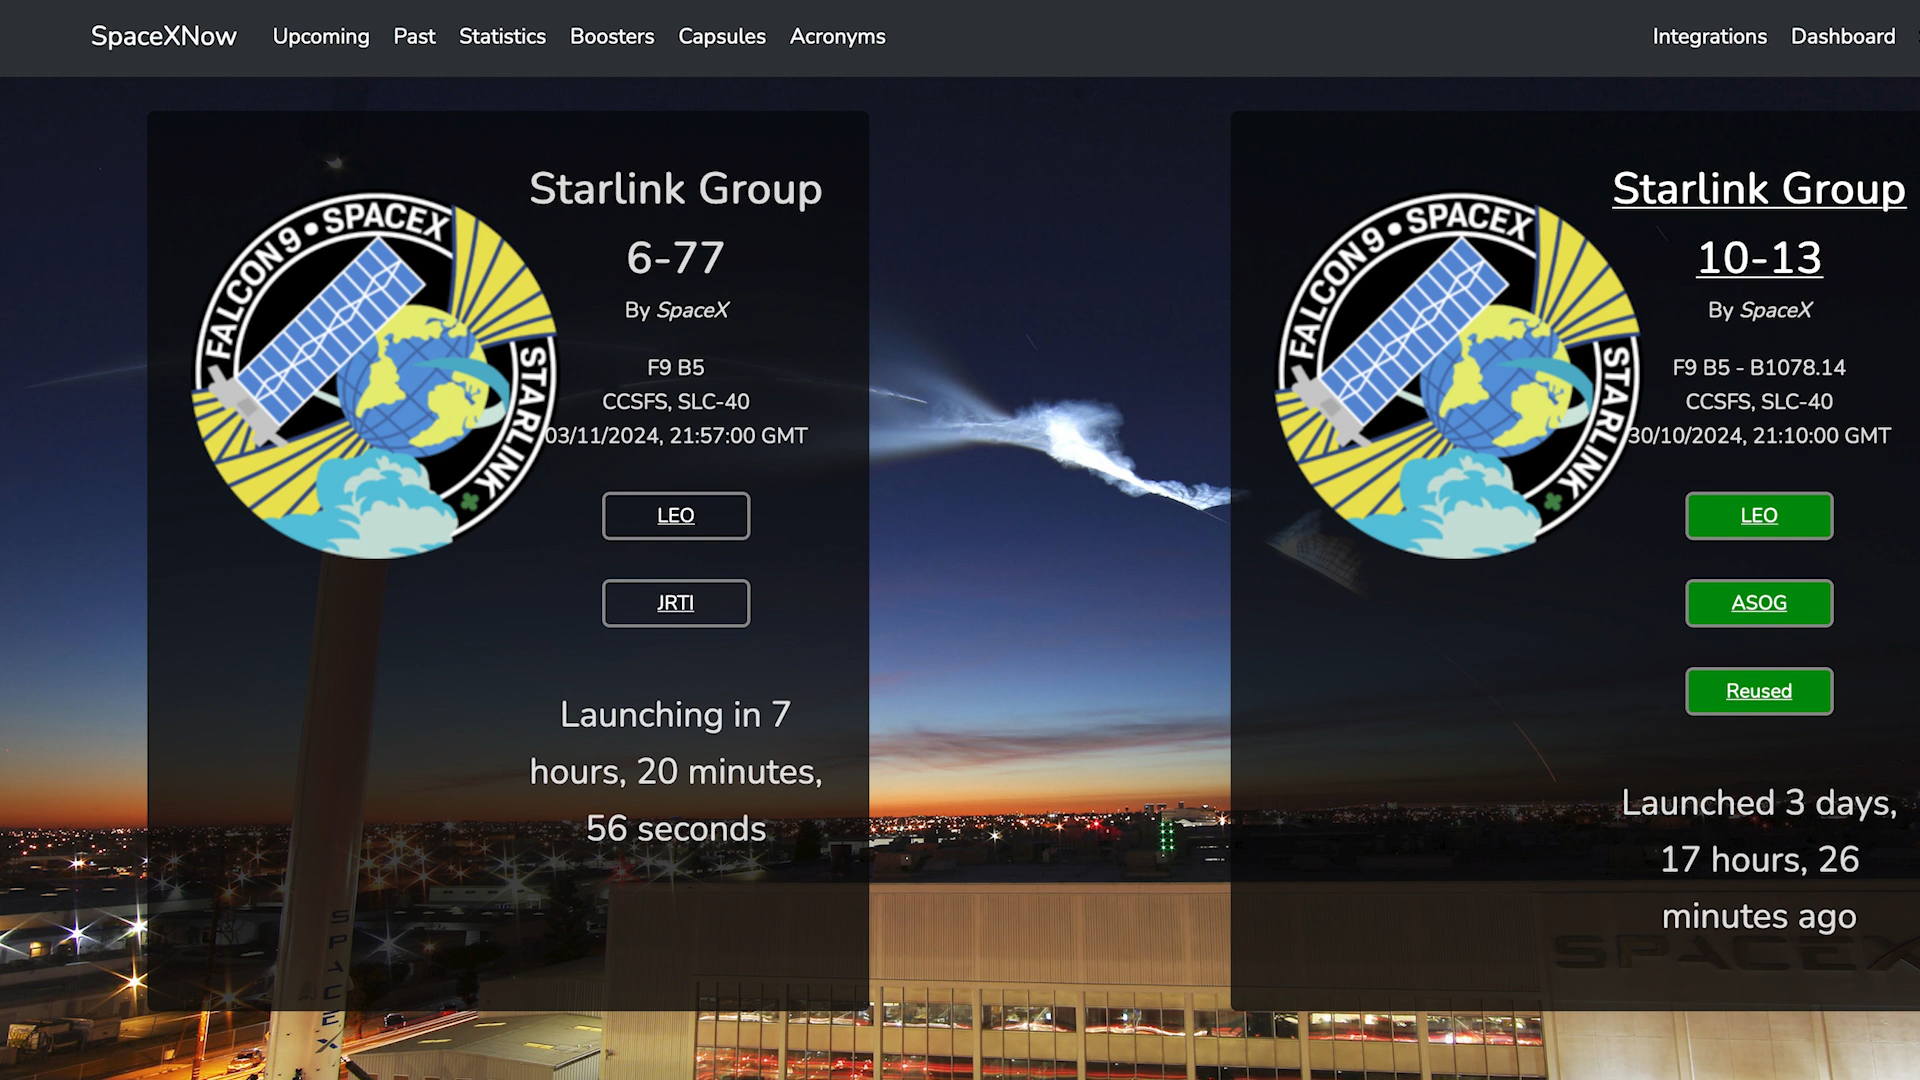 SpaceXNow Upcoming Past Statistics Boosters Capsules Acronyms Integrations Dashboard
FALCON 9 • SPACEX
STARLINK
Starlink Group
6-77
By SpaceX
F9 B5
CCSFS, SLC-40
03/11/2024, 21:57:00 GMT
LEO
JRTI
Launching in 7
hours, 20 minutes,
56 seconds
FALCON 9 • SPACEX
STARLINK
Starlink Group
10-13
By SpaceX
F9 B5 - B1078.14
CCSFS, SLC-40
30/10/2024, 21:10:00 GMT
LEO
ASOG
Reused
Launched 3 days,
17 hours, 26
minutes ago
SPACEX
SPACEX